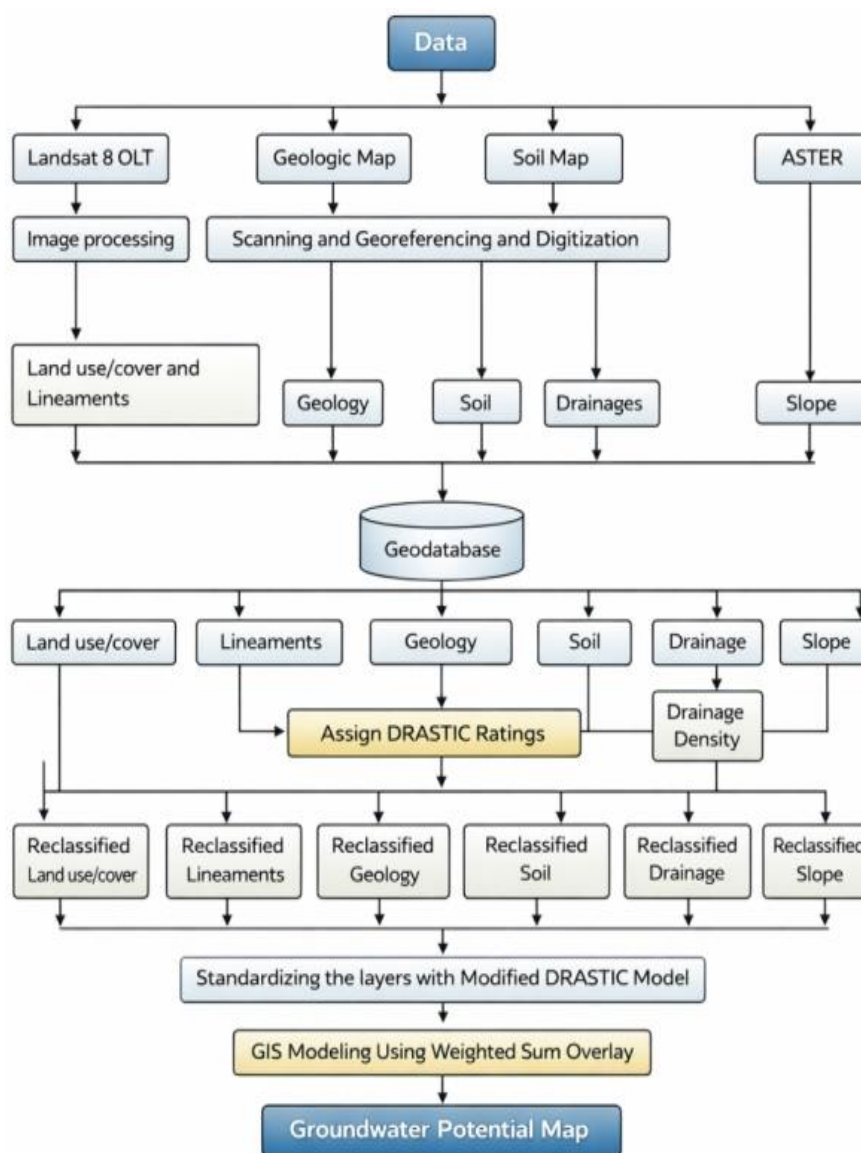 Data
Landsat 8 OLT
Geologic Map
Soil Map
ASTER
Image processing
Scanning and Georeferencing and Digitization
Land use/cover and
Lineaments
Geology
Soil
Drainages
Slope
Geodatabase
Land use/cover
Lineaments
Geology
Soil
Drainage
Slope
Assign DRASTIC Ratings
Drainage
Density
Reclassified
Land use/cover
Reclassified
Lineaments
Reclassified
Geology
Reclassified
Soil
Reclassified
Drainage
Reclassified
Slope
Standardizing the layers with Modified DRASTIC Model
GIS Modeling Using Weighted Sum Overlay
Groundwater Potential Map